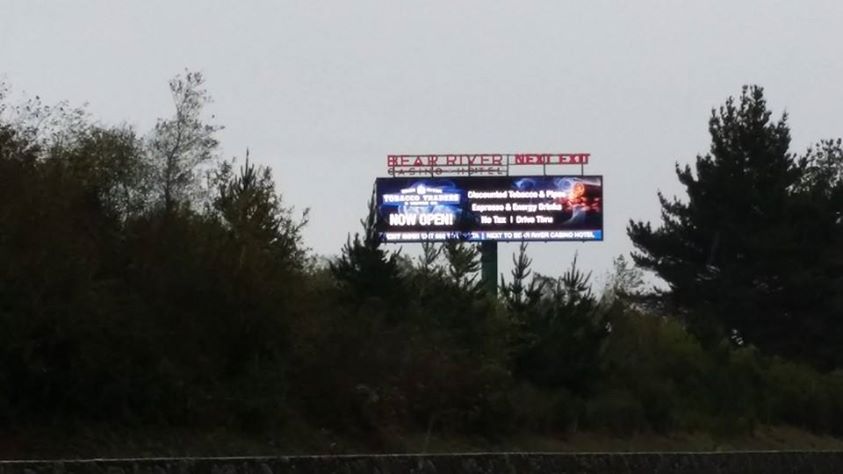 BEAR RIVER NEXT EXIT
CASINO HOTEL
TOBACCO TRADERS
NOW OPEN!
Discounted Tobacco & Pipes
Espresso & Energy Drinks
No Tax | Drive Thru
| NEXT TO BEAR RIVER CASINO HOTEL